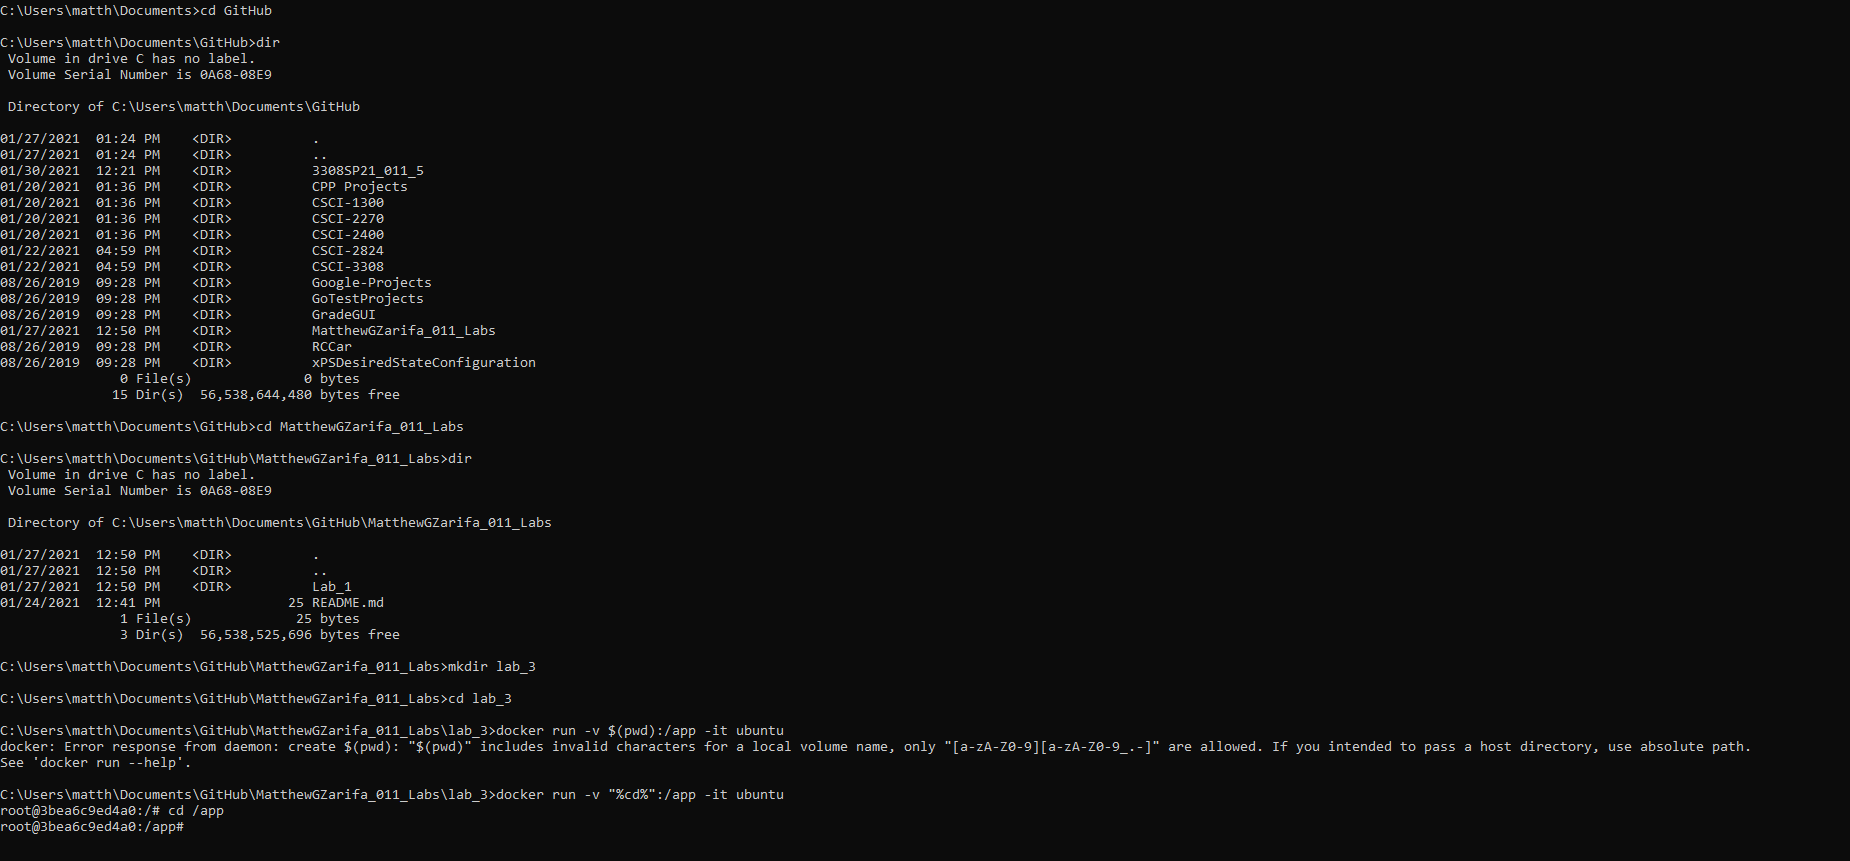 C:\Users\matth\Documents>cd GitHub
C:\Users\matth\Documents\GitHub>dir
 Volume in drive C has no label.
 Volume Serial Number is 0A68-08E9
 Directory of C:\Users\matth\Documents\GitHub
01/27/2021  01:24 PM    <DIR>          .
01/27/2021  01:24 PM    <DIR>          ..
01/30/2021  12:21 PM    <DIR>          3308SP21_011_5
01/20/2021  01:36 PM    <DIR>          CPP Projects
01/20/2021  01:36 PM    <DIR>          CSCI-1300
01/20/2021  01:36 PM    <DIR>          CSCI-2270
01/20/2021  01:36 PM    <DIR>          CSCI-2400
01/22/2021  04:59 PM    <DIR>          CSCI-2824
01/22/2021  04:59 PM    <DIR>          CSCI-3308
08/26/2019  09:28 PM    <DIR>          Google-Projects
08/26/2019  09:28 PM    <DIR>          GoTestProjects
08/26/2019  09:28 PM    <DIR>          GradeGUI
01/27/2021  12:50 PM    <DIR>          MatthewGZarifa_011_Labs
08/26/2019  09:28 PM    <DIR>          RCCar
08/26/2019  09:28 PM    <DIR>          xPSDesiredStateConfiguration
               0 File(s)              0 bytes
              15 Dir(s)  56,538,644,480 bytes free
C:\Users\matth\Documents\GitHub>cd MatthewGZarifa_011_Labs
C:\Users\matth\Documents\GitHub\MatthewGZarifa_011_Labs>dir
 Volume in drive C has no label.
 Volume Serial Number is 0A68-08E9
 Directory of C:\Users\matth\Documents\GitHub\MatthewGZarifa_011_Labs
01/27/2021  12:50 PM    <DIR>          .
01/27/2021  12:50 PM    <DIR>          ..
01/27/2021  12:50 PM    <DIR>          Lab_1
01/24/2021  12:41 PM                25 README.md
               1 File(s)             25 bytes
               3 Dir(s)  56,538,525,696 bytes free
C:\Users\matth\Documents\GitHub\MatthewGZarifa_011_Labs>mkdir lab_3
C:\Users\matth\Documents\GitHub\MatthewGZarifa_011_Labs>cd lab_3
C:\Users\matth\Documents\GitHub\MatthewGZarifa_011_Labs\lab_3>docker run -v $(pwd):/app -it ubuntu
docker: Error response from daemon: create $(pwd): "$(pwd)" includes invalid characters for a local volume name, only "[a-zA-Z0-9][a-zA-Z0-9_.-]" are allowed. If you intended to pass a host directory, use absolute path.
See 'docker run --help'.
C:\Users\matth\Documents\GitHub\MatthewGZarifa_011_Labs\lab_3>docker run -v "%cd%":/app -it ubuntu
root@3bea6c9ed4a0:/# cd /app
root@3bea6c9ed4a0:/app#